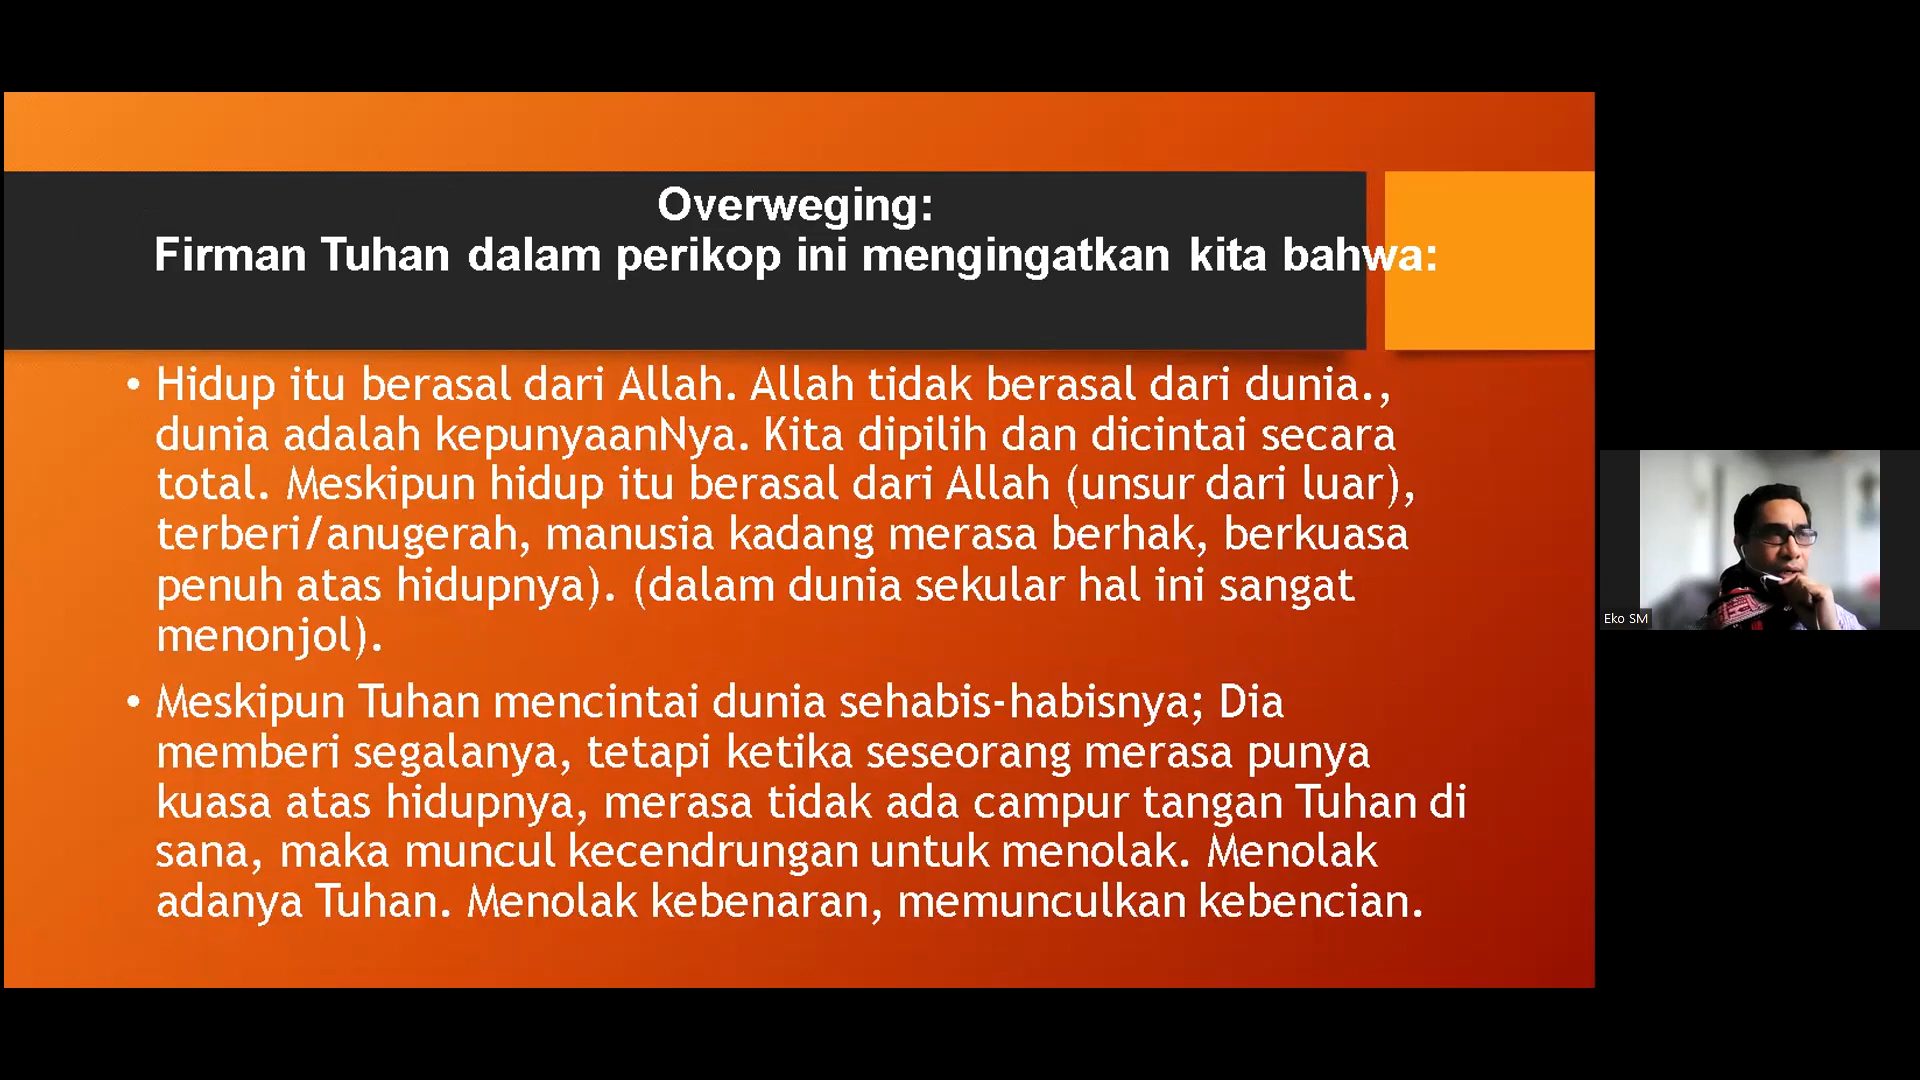 Overweging:
Firman Tuhan dalam perikop ini mengingatkan kita bahwa:
• Hidup itu berasal dari Allah. Allah tidak berasal dari dunia.,
dunia adalah kepunyaanNya. Kita dipilih dan dicintai secara
total. Meskipun hidup itu berasal dari Allah (unsur dari luar),
terberi/anugerah, manusia kadang merasa berhak, berkuasa
penuh atas hidupnya). (dalam dunia sekular hal ini sangat
menonjol).
• Meskipun Tuhan mencintai dunia sehabis-habisnya; Dia
memberi segalanya, tetapi ketika seseorang merasa punya
kuasa atas hidupnya, merasa tidak ada campur tangan Tuhan di
sana, maka muncul kecendrungan untuk menolak. Menolak
adanya Tuhan. Menolak kebenaran, memunculkan kebencian.
Eko SM